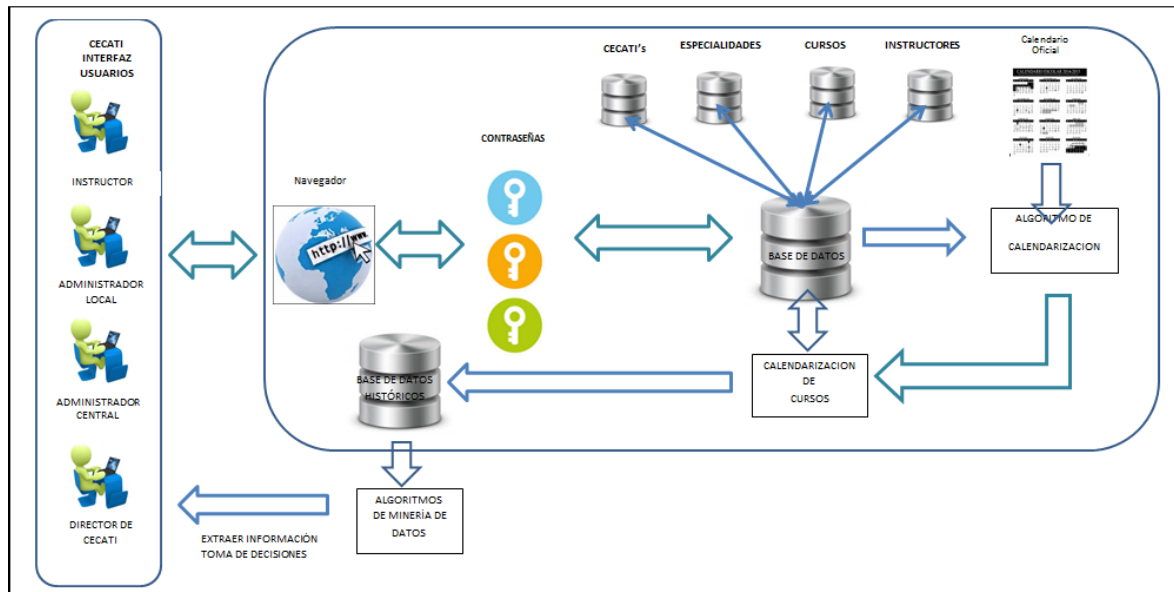 CECATI
INTERFAZ
USUARIOS
INSTRUCTOR
ADMINISTRADOR
LOCAL
ADMINISTRADOR
CENTRAL
DIRECTOR DE
CECATI
Navegador
http://www.
CONTRASEÑAS
CECATI's
ESPECIALIDADES
CURSOS
INSTRUCTORES
Calendario
Oficial
BASE DE DATOS
ALGORITMO DE
CALENDARIZACION
CALENDARIZACION
DE
CURSOS
BASE DE DATOS
HISTÓRICOS
ALGORITMOS
DE MINERÍA DE
DATOS
EXTRAER INFORMACIÓN
TOMA DE DECISIONES